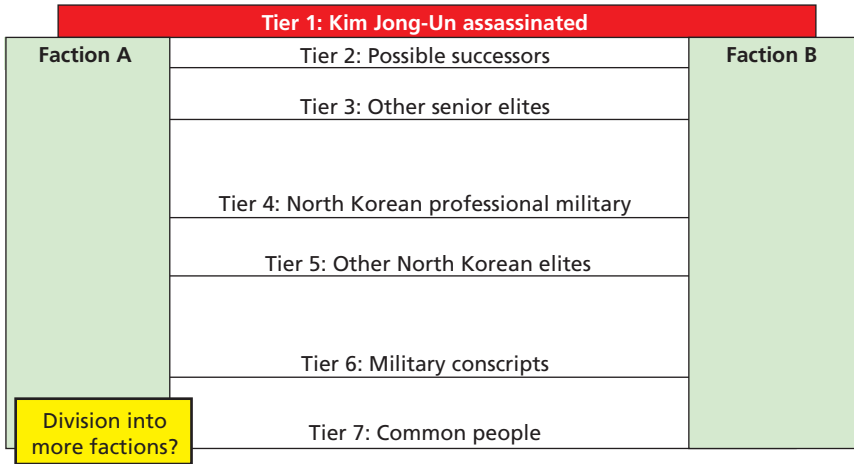 Tier 1: Kim Jong-Un assassinated
Faction A
Tier 2: Possible successors
Faction B
Tier 3: Other senior elites
Tier 4: North Korean professional military
Tier 5: Other North Korean elites
Tier 6: Military conscripts
Division into
more factions?
Tier 7: Common people